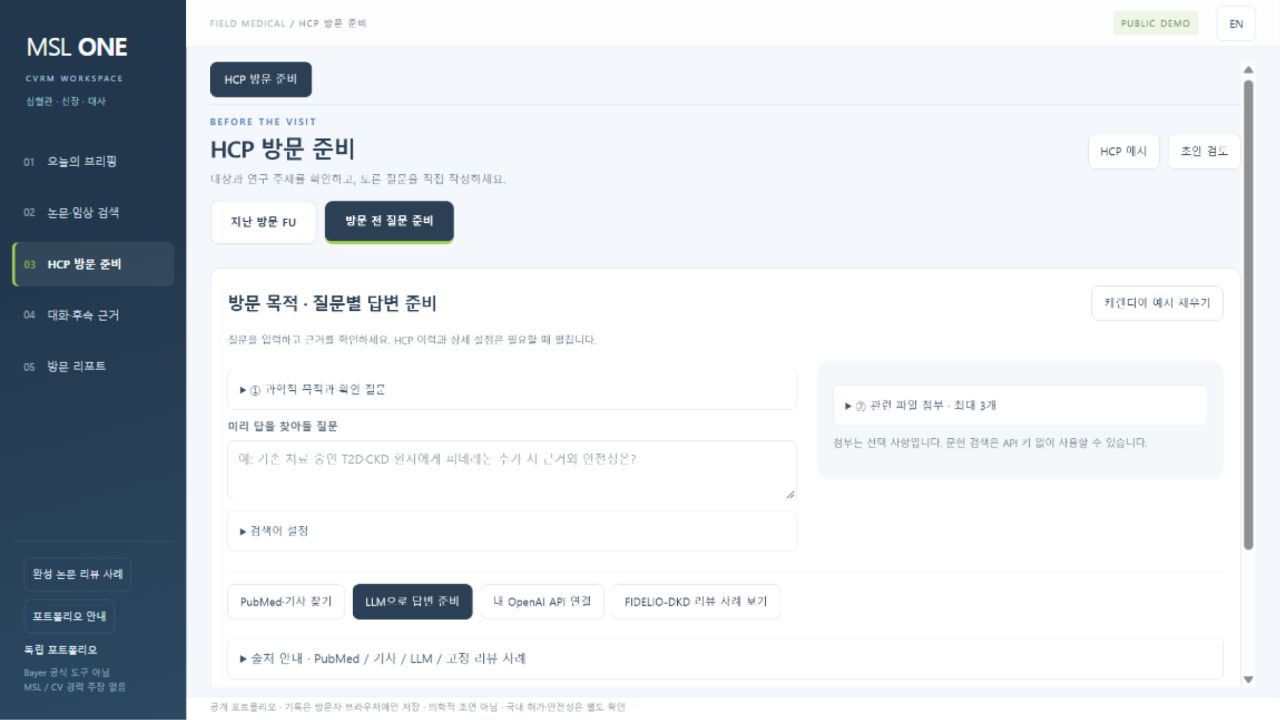 MSL ONE
CVRM WORKSPACE
심혈관 · 신장 · 대사
01 오늘의 브리핑
02 논문·임상 검색
03 HCP 방문 준비
04 대화·후속 근거
05 방문 리포트
완성 논문 리뷰 사례
포트폴리오 안내
독립 포트폴리오
Bayer 공식 도구 아님
MSL / CV 경력 주장 없음
FIELD MEDICAL / HCP 방문 준비
PUBLIC DEMO
EN
HCP 방문 준비
BEFORE THE VISIT
HCP 방문 준비
대상과 연구 주제를 확인하고, 토론 질문을 직접 작성하세요.
HCP 예시
초안 검토
지난 방문 FU
방문 전 질문 준비
방문 목적 · 질문별 답변 준비
케렌디아 예시 채우기
질문을 입력하고 근거를 확인하세요. HCP 이력과 상세 설정은 필요할 때 펼칩니다.
▶ ① 과학적 목적과 확인 질문
미리 답을 찾아둘 질문
예: 기존 치료 중인 T2D·CKD 환자에게 피네레논 추가 시 근거와 안전성은?
▶ 검색어 설정
▶ ② 관련 파일 첨부 · 최대 3개
첨부는 선택 사항입니다. 문헌 검색은 API 키 없이 사용할 수 있습니다.
PubMed·기사 찾기
LLM으로 답변 준비
내 OpenAI API 연결
FIDELIO-DKD 리뷰 사례 보기
▶ 출처 안내 · PubMed / 기사 / LLM / 고정 리뷰 사례
공개 포트폴리오 · 기록은 방문자 브라우저에만 저장 · 의학적 조언 아님 · 국내 허가·안전성은 별도 확인